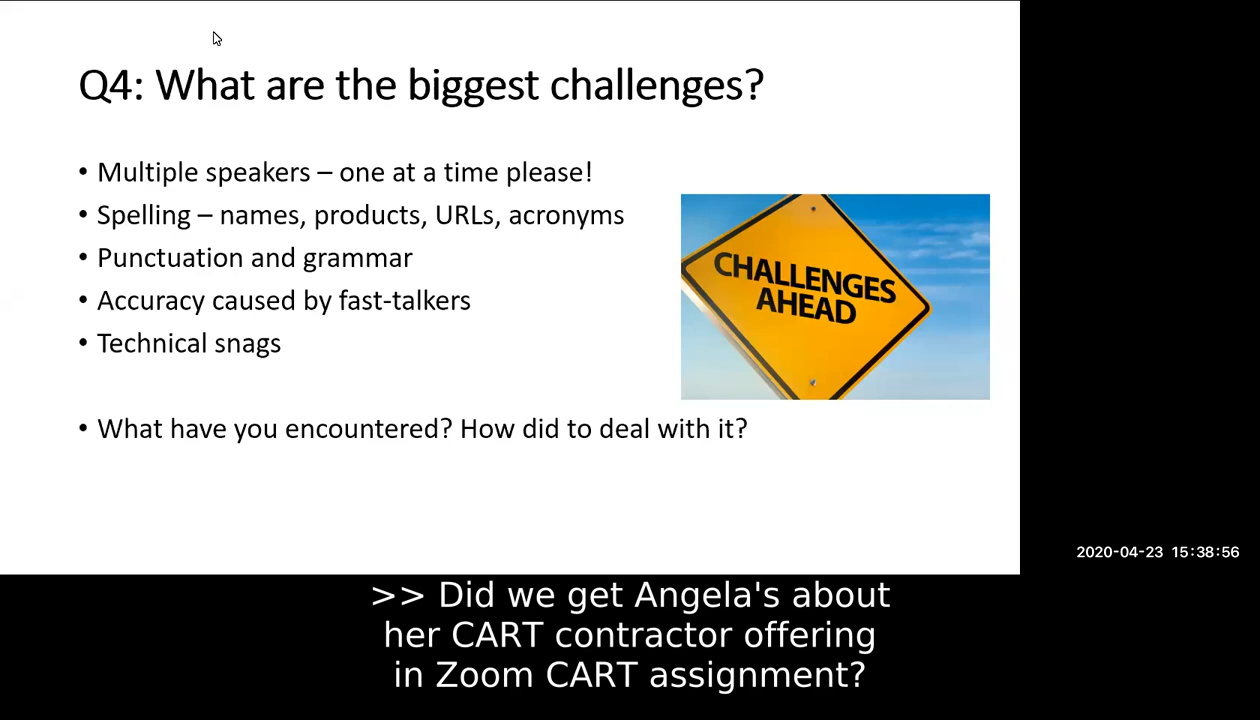 Q4: What are the biggest challenges?
• Multiple speakers – one at a time please!
• Spelling – names, products, URLs, acronyms
• Punctuation and grammar
• Accuracy caused by fast-talkers
• Technical snags
CHALLENGES
AHEAD
• What have you encountered? How did to deal with it?
2020-04-23 15:38:56
>> Did we get Angela's about
her CART contractor offering
in Zoom CART assignment?